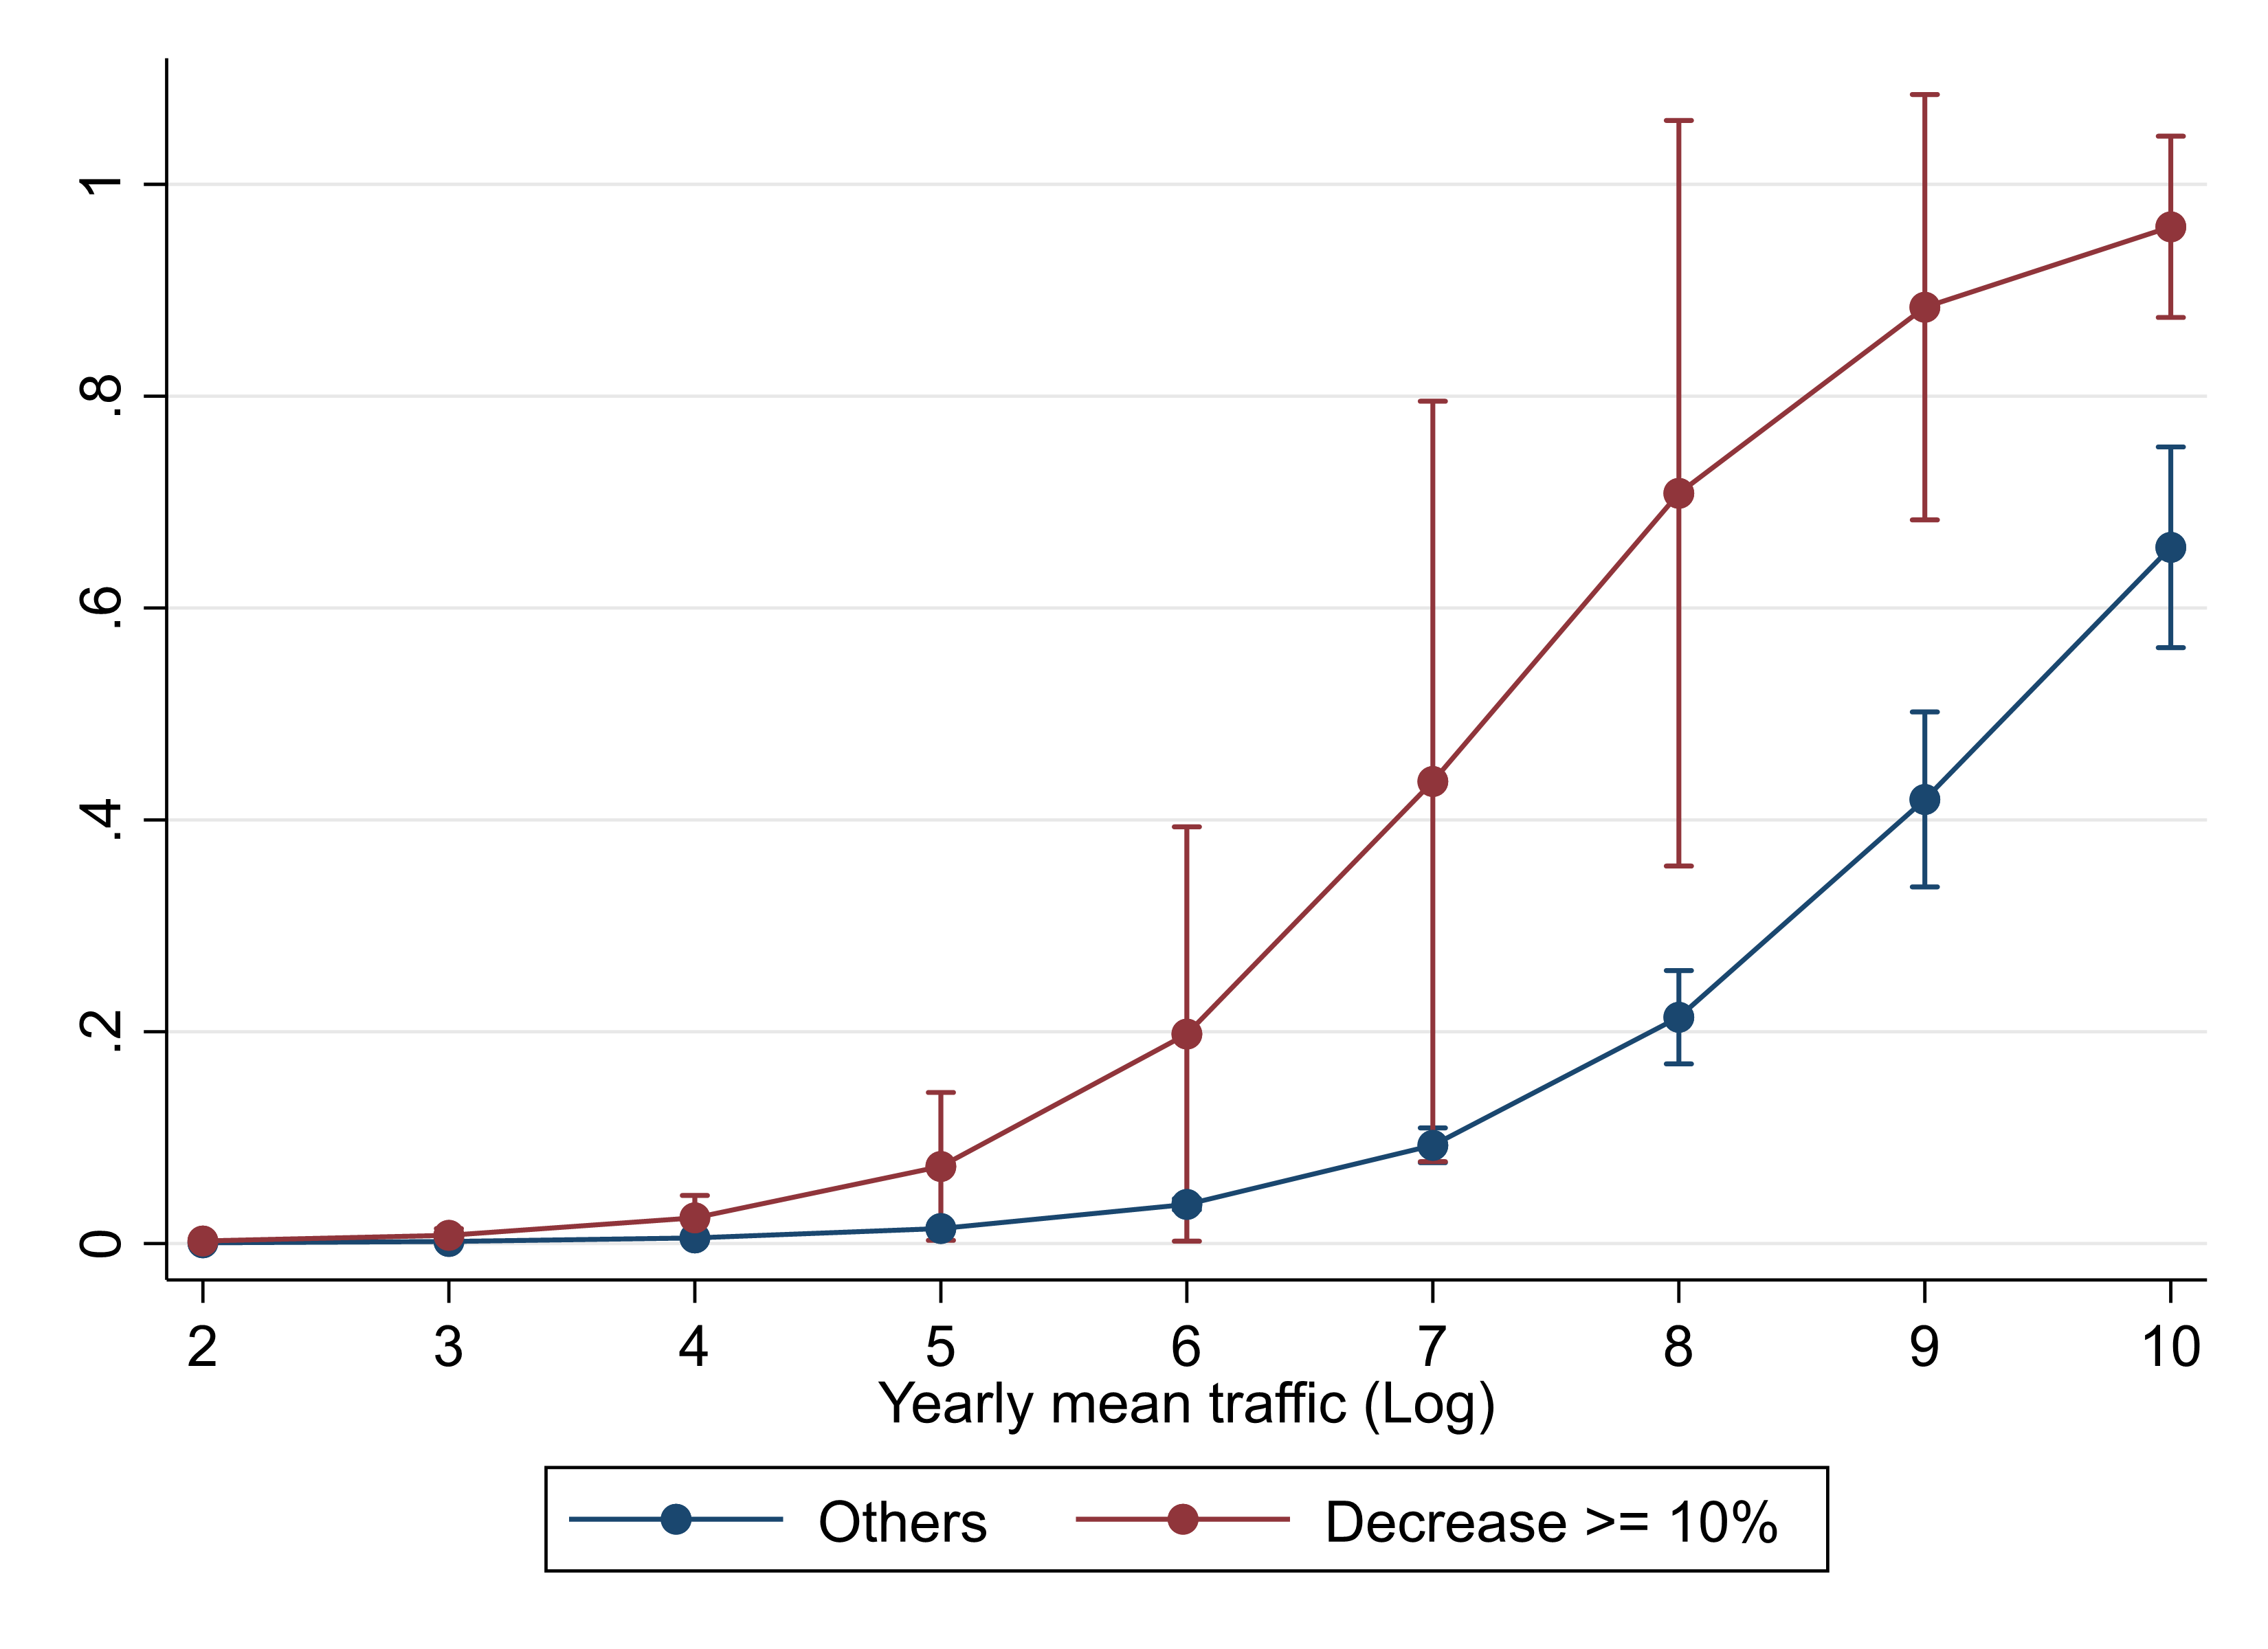 1
.8
.6
.4
.2
0
2 3 4 5 6 7 8 9 10
Yearly mean traffic (Log)
Others Decrease >= 10%